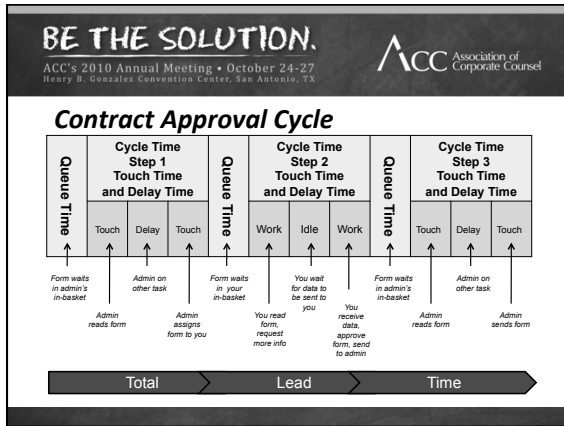 BE THE SOLUTION.
ACC's 2010 Annual Meeting • October 24-27
Henry B. Gonzalez Convention Center, San Antonio, TX
ACC Association of
Corporate Counsel
Contract Approval Cycle
Queue Time
Cycle Time
Step 1
Touch Time
and Delay Time
Touch
Delay
Touch
Queue Time
Cycle Time
Step 2
Touch Time
and Delay Time
Work
Idle
Work
Queue Time
Cycle Time
Step 3
Touch Time
and Delay Time
Touch
Delay
Touch
Form waits
in admin's
in-basket
Admin
reads form
Admin on
other task
Admin
assigns
form to you
Form waits
in your
in-basket
You read
form,
request
more info
You wait
for data to
be sent to
you
You
receive
data,
approve
form, send
to admin
Form waits
in admin's
in-basket
Admin
reads form
Admin on
other task
Admin
sends form
Total
Lead
Time